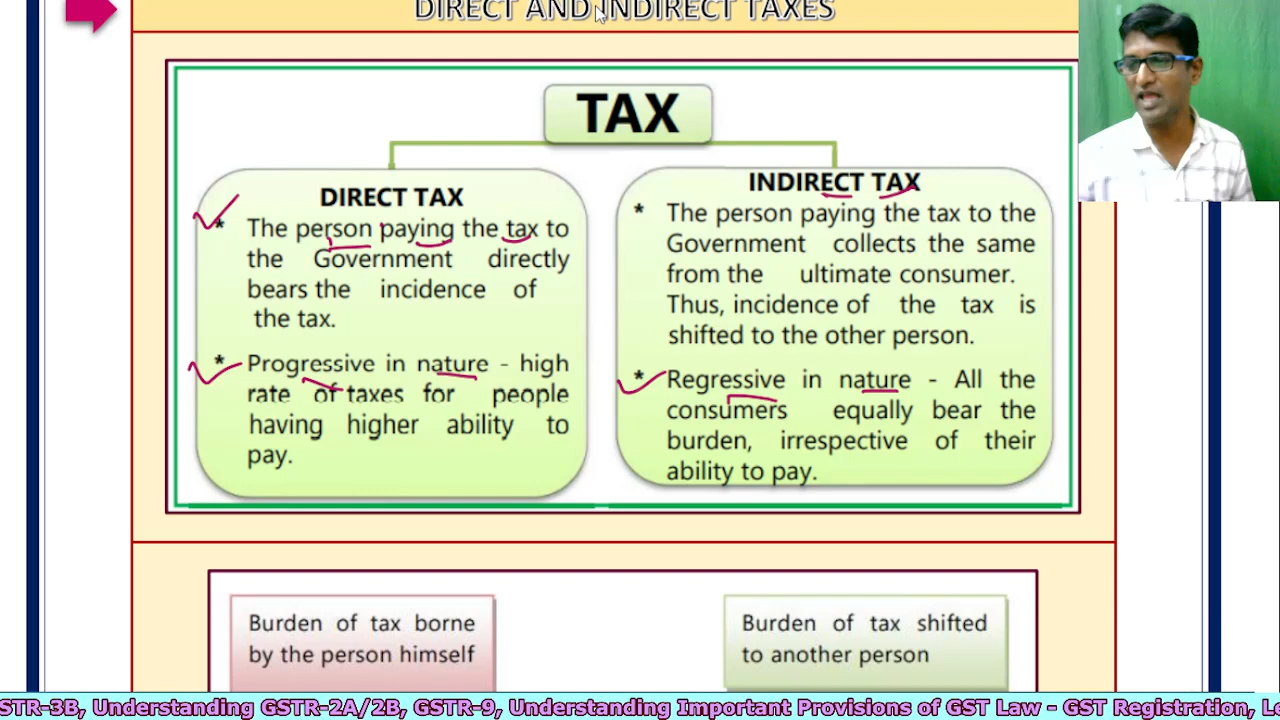 DIRECT AND INDIRECT TAXES
TAX
DIRECT TAX
* The person paying the tax to
the Government directly
bears the incidence of
the tax.
* Progressive in nature - high
rate of taxes for people
having higher ability to
pay.
INDIRECT TAX
* The person paying the tax to the
Government collects the same
from the ultimate consumer.
Thus, incidence of the tax is
shifted to the other person.
* Regressive in nature - All the
consumers equally bear the
burden, irrespective of their
ability to pay.
Burden of tax borne
by the person himself
Burden of tax shifted
to another person
STR-3B, Understanding GSTR-2A/2B, GSTR-9, Understanding Important Provisions of GST Law - GST Registration, Le